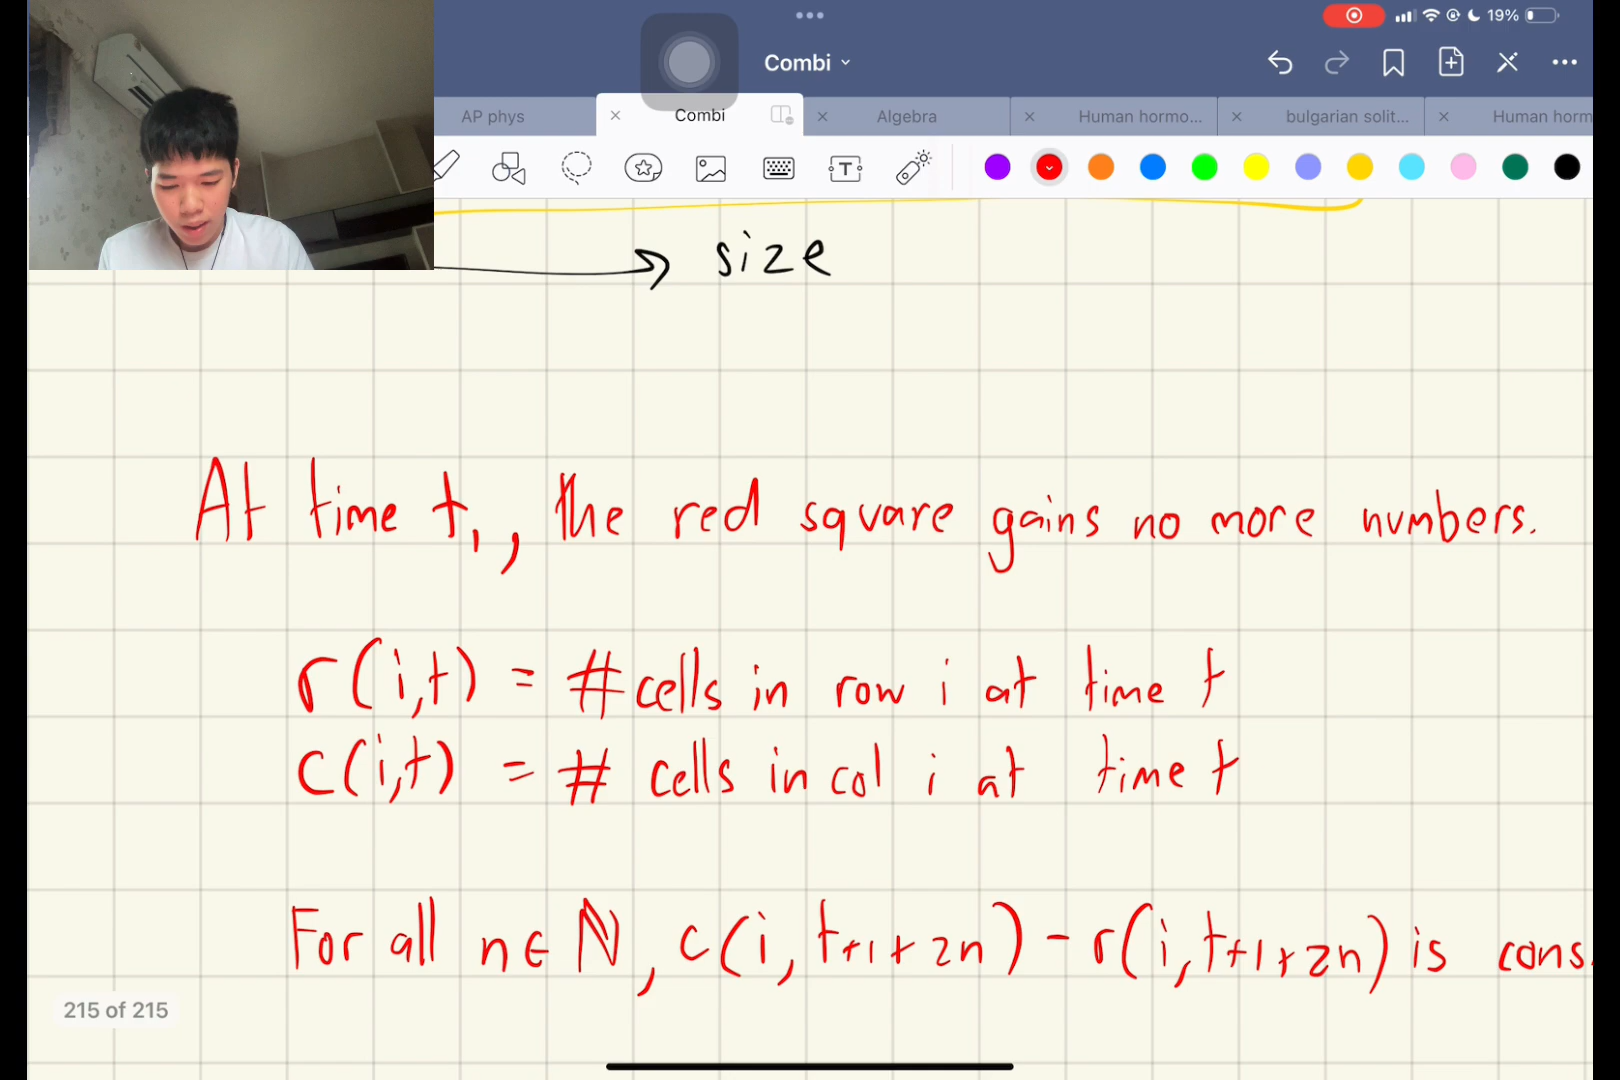 19%
Combi
AP phys
Combi
Algebra
Human hormo...
bulgarian solit...
Human horm
T
size
At time t₁, the red square gains no more numbers.
r(i,t) = # cells in row i at time t
c(i,t) = # cells in col i at time t
For all n ∈ ℕ, c(i, t+1+2n) - r(i, t+1+2n) is cons.
215 of 215